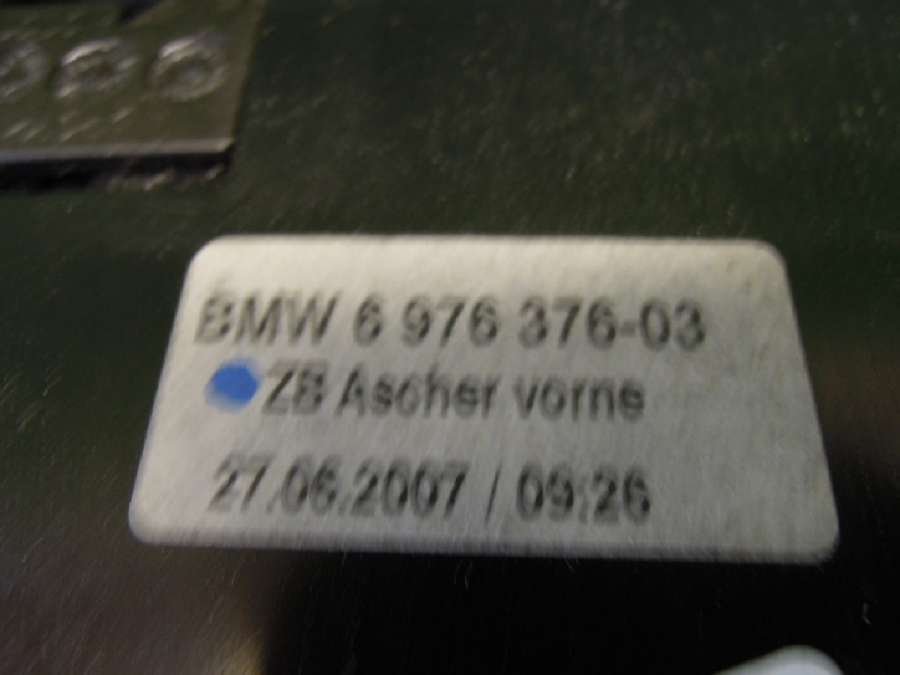 BMW 6 976 376-03
ZB Ascher vorne
27.06.2007 / 09:26